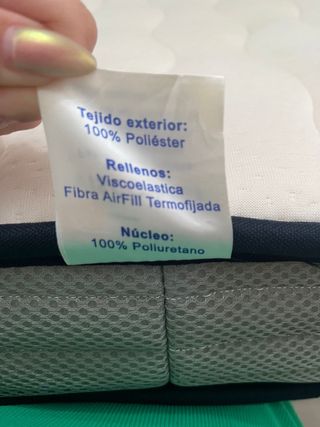 Tejido exterior:
100% Poliéster
Rellenos:
Viscoelastica
Fibra AirFill Termofijada
Núcleo:
100% Poliuretano